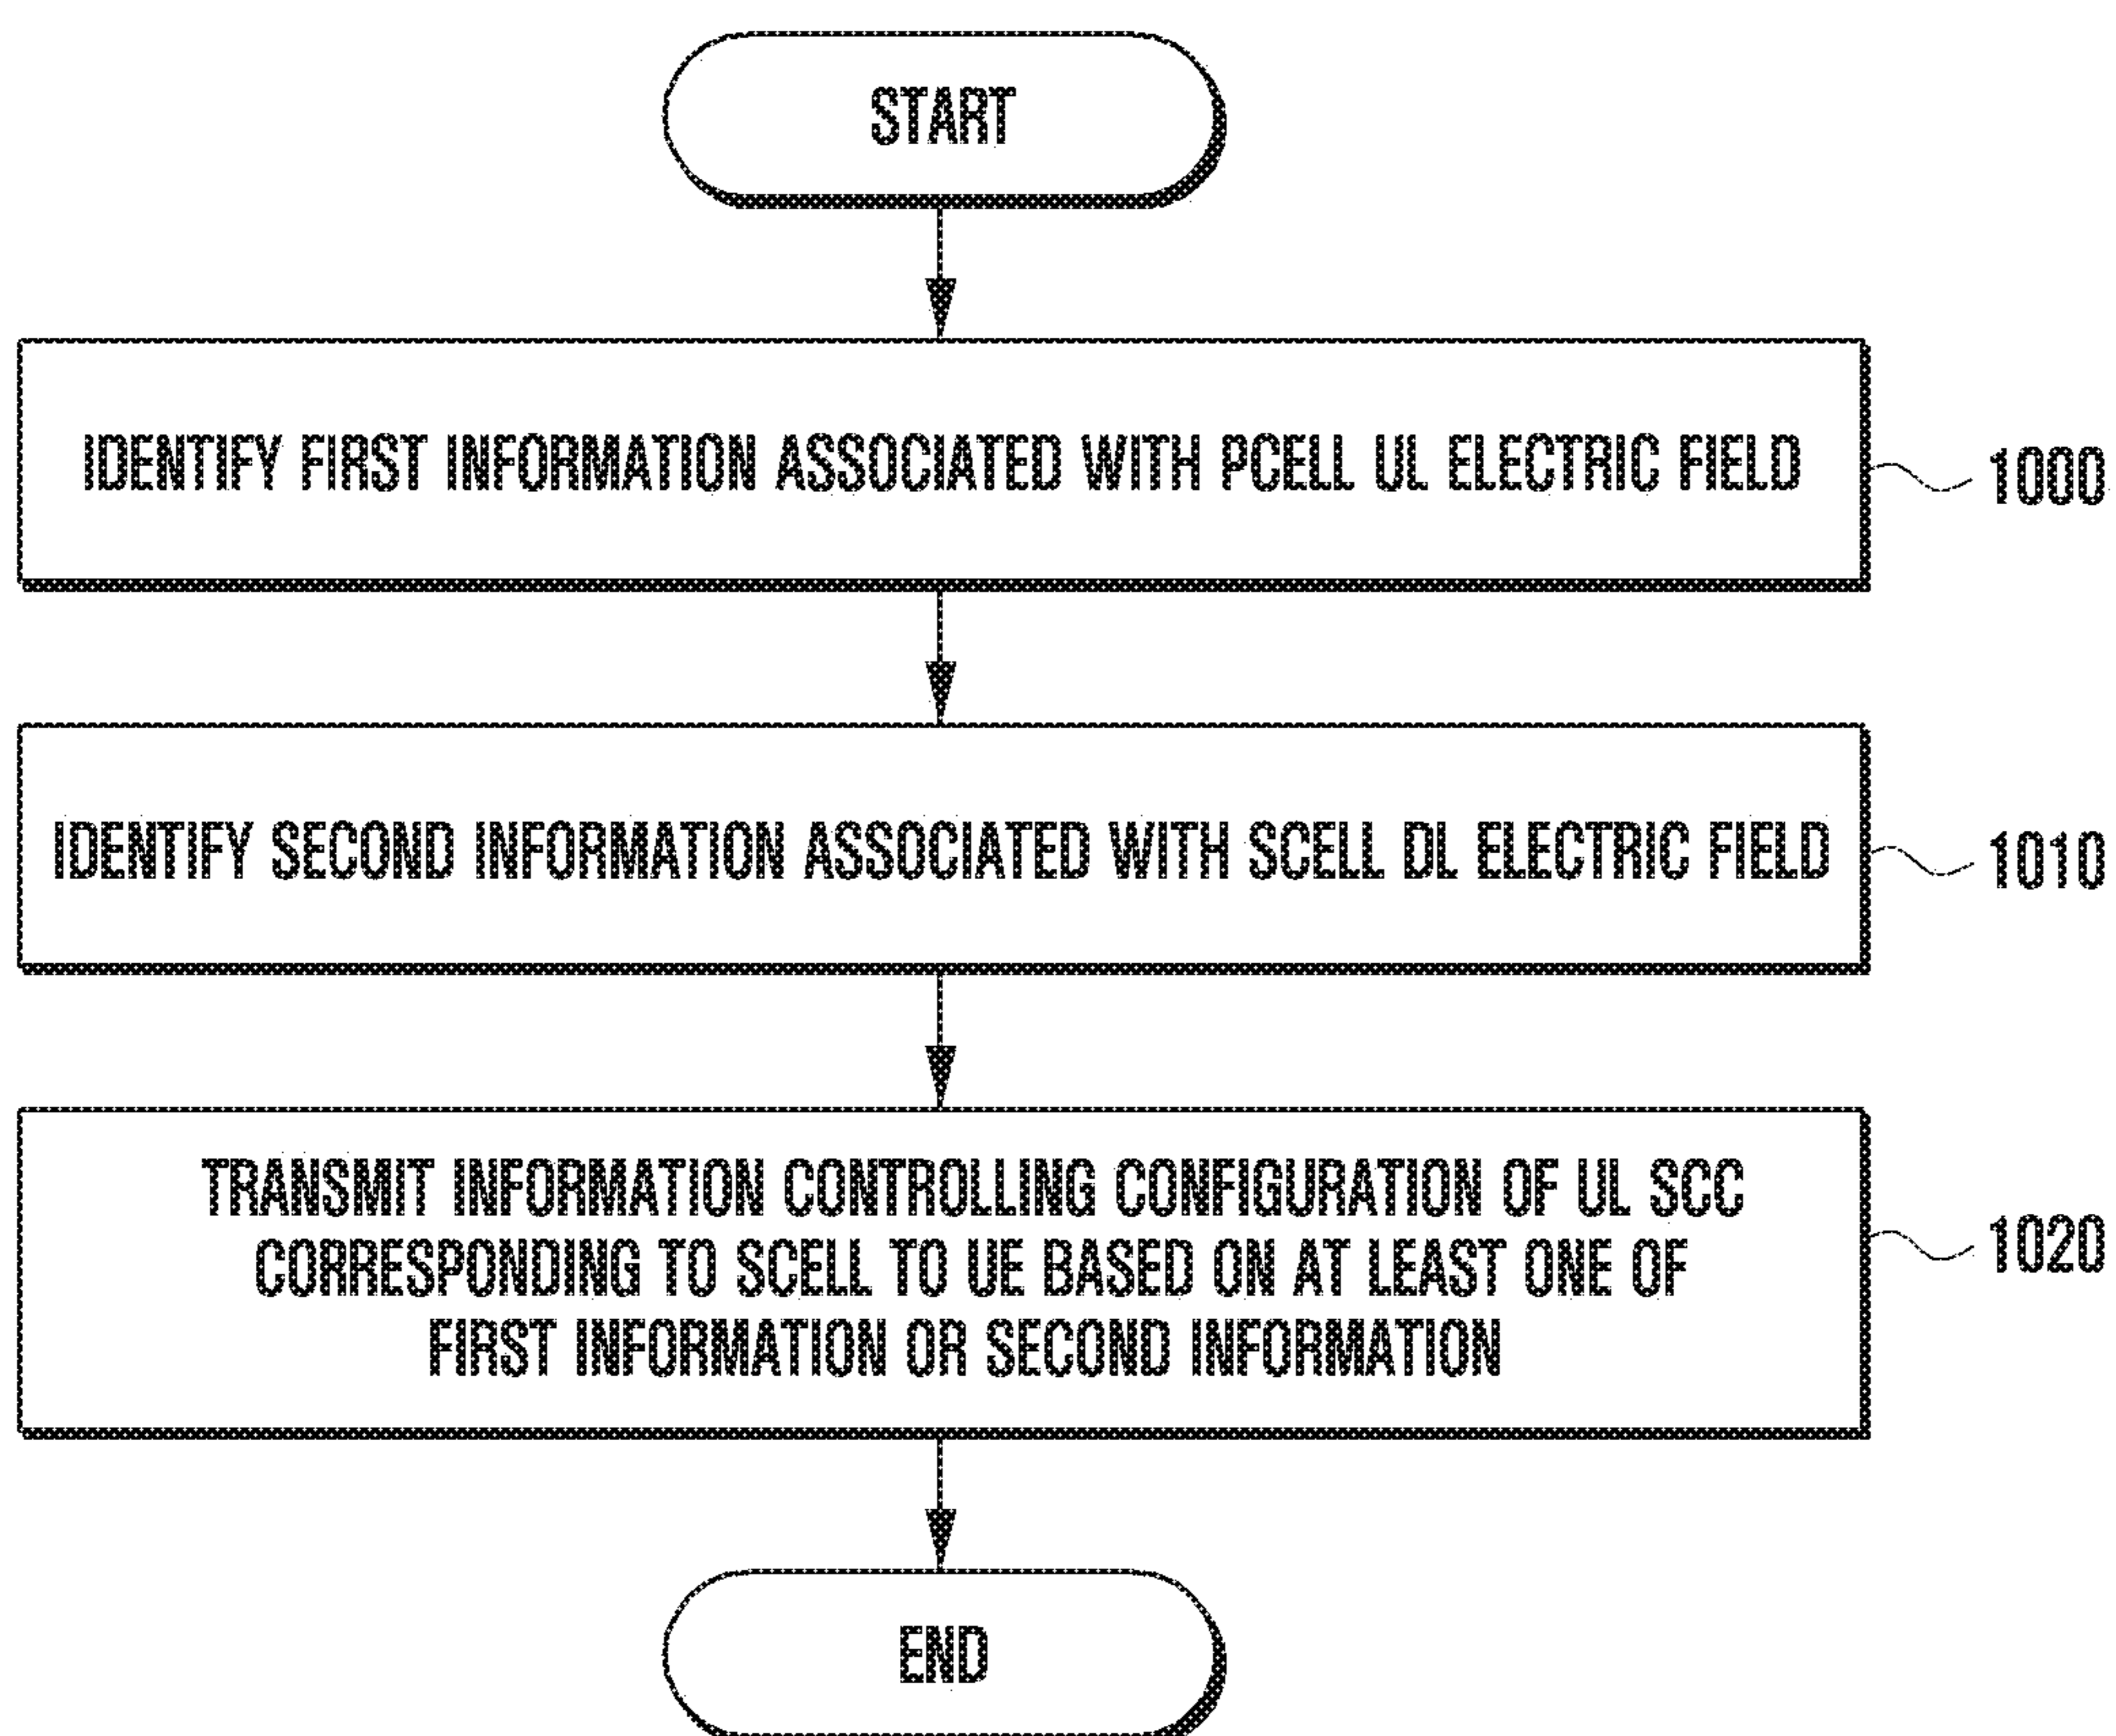 START
IDENTIFY FIRST INFORMATION ASSOCIATED WITH PCELL UL ELECTRIC FIELD
1000
IDENTIFY SECOND INFORMATION ASSOCIATED WITH SCELL DL ELECTRIC FIELD
1010
TRANSMIT INFORMATION CONTROLLING CONFIGURATION OF UL SCC
CORRESPONDING TO SCELL TO UE BASED ON AT LEAST ONE OF
FIRST INFORMATION OR SECOND INFORMATION
1020
END